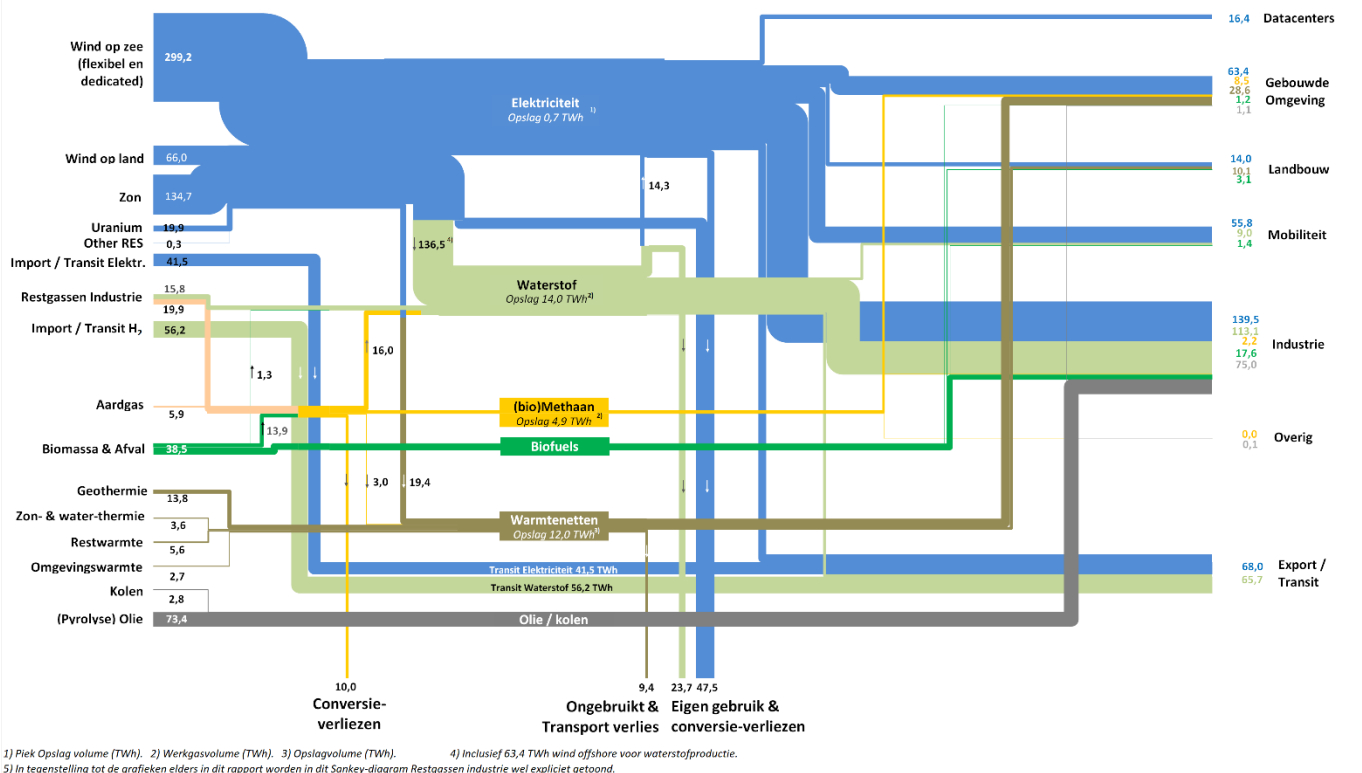 Wind op zee
(flexibel en
dedicated)
299,2
Wind op land
66,0
Zon
134,7
Uranium
19,9
Other RES
0,3
Import / Transit Elektr.
41,5
Restgassen Industrie
15,8
19,9
Import / Transit H2
56,2
Aardgas
5,9
Biomassa & Afval
38,5
Geothermie
13,8
Zon- & water-thermie
3,6
Restwarmte
5,6
Omgevingswarmte
2,7
Kolen
2,8
(Pyrolyse) Olie
73,4
Elektriciteit
Opslag 0,7 TWh 1)
14,3
136,5 4)
Waterstof
Opslag 14,0 TWh2)
16,0
1,3
13,9
(bio)Methaan
Opslag 4,9 TWh 2)
Biofuels
3,0
19,4
Warmtenetten
Opslag 12,0 TWh3)
Transit Elektriciteit 41,5 TWh
Transit Waterstof 56,2 TWh
Olie / kolen
10,0
Conversie-
verliezen
9,4
Ongebruikt &
Transport verlies
23,7
47,5
Eigen gebruik &
conversie-verliezen
16,4
Datacenters
63,4
8,5
28,6
1,2
1,1
Gebouwde
Omgeving
14,0
10,1
3,1
Landbouw
55,8
9,0
1,4
Mobiliteit
139,5
113,1
2,2
17,6
75,0
Industrie
0,0
0,1
Overig
68,0
65,7
Export /
Transit
1) Piek Opslag volume (TWh). 2) Werkgasvolume (TWh). 3) Opslagvolume (TWh). 4) Inclusief 63,4 TWh wind offshore voor waterstofproductie.
5) In tegenstelling tot de grafieken elders in dit rapport worden in dit Sankey-diagram Restgassen industrie wel expliciet getoond.